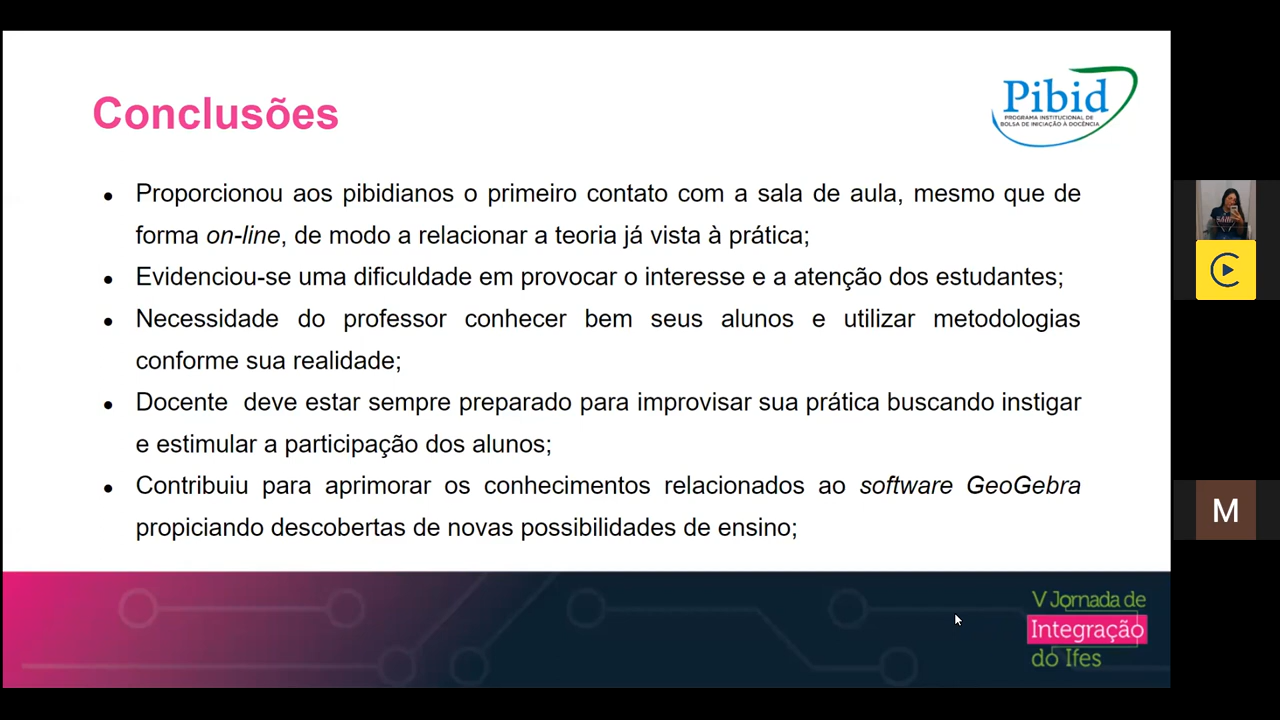 Conclusões
Pibid
PROGRAMA INSTITUCIONAL DE
BOLSA DE INICIAÇÃO À DOCÊNCIA
• Proporcionou aos pibidianos o primeiro contato com a sala de aula, mesmo que de
forma on-line, de modo a relacionar a teoria já vista à prática;
• Evidenciou-se uma dificuldade em provocar o interesse e a atenção dos estudantes;
• Necessidade do professor conhecer bem seus alunos e utilizar metodologias
conforme sua realidade;
• Docente deve estar sempre preparado para improvisar sua prática buscando instigar
e estimular a participação dos alunos;
• Contribuiu para aprimorar os conhecimentos relacionados ao software GeoGebra
propiciando descobertas de novas possibilidades de ensino;
V Jornada de
Integração
do Ifes
M